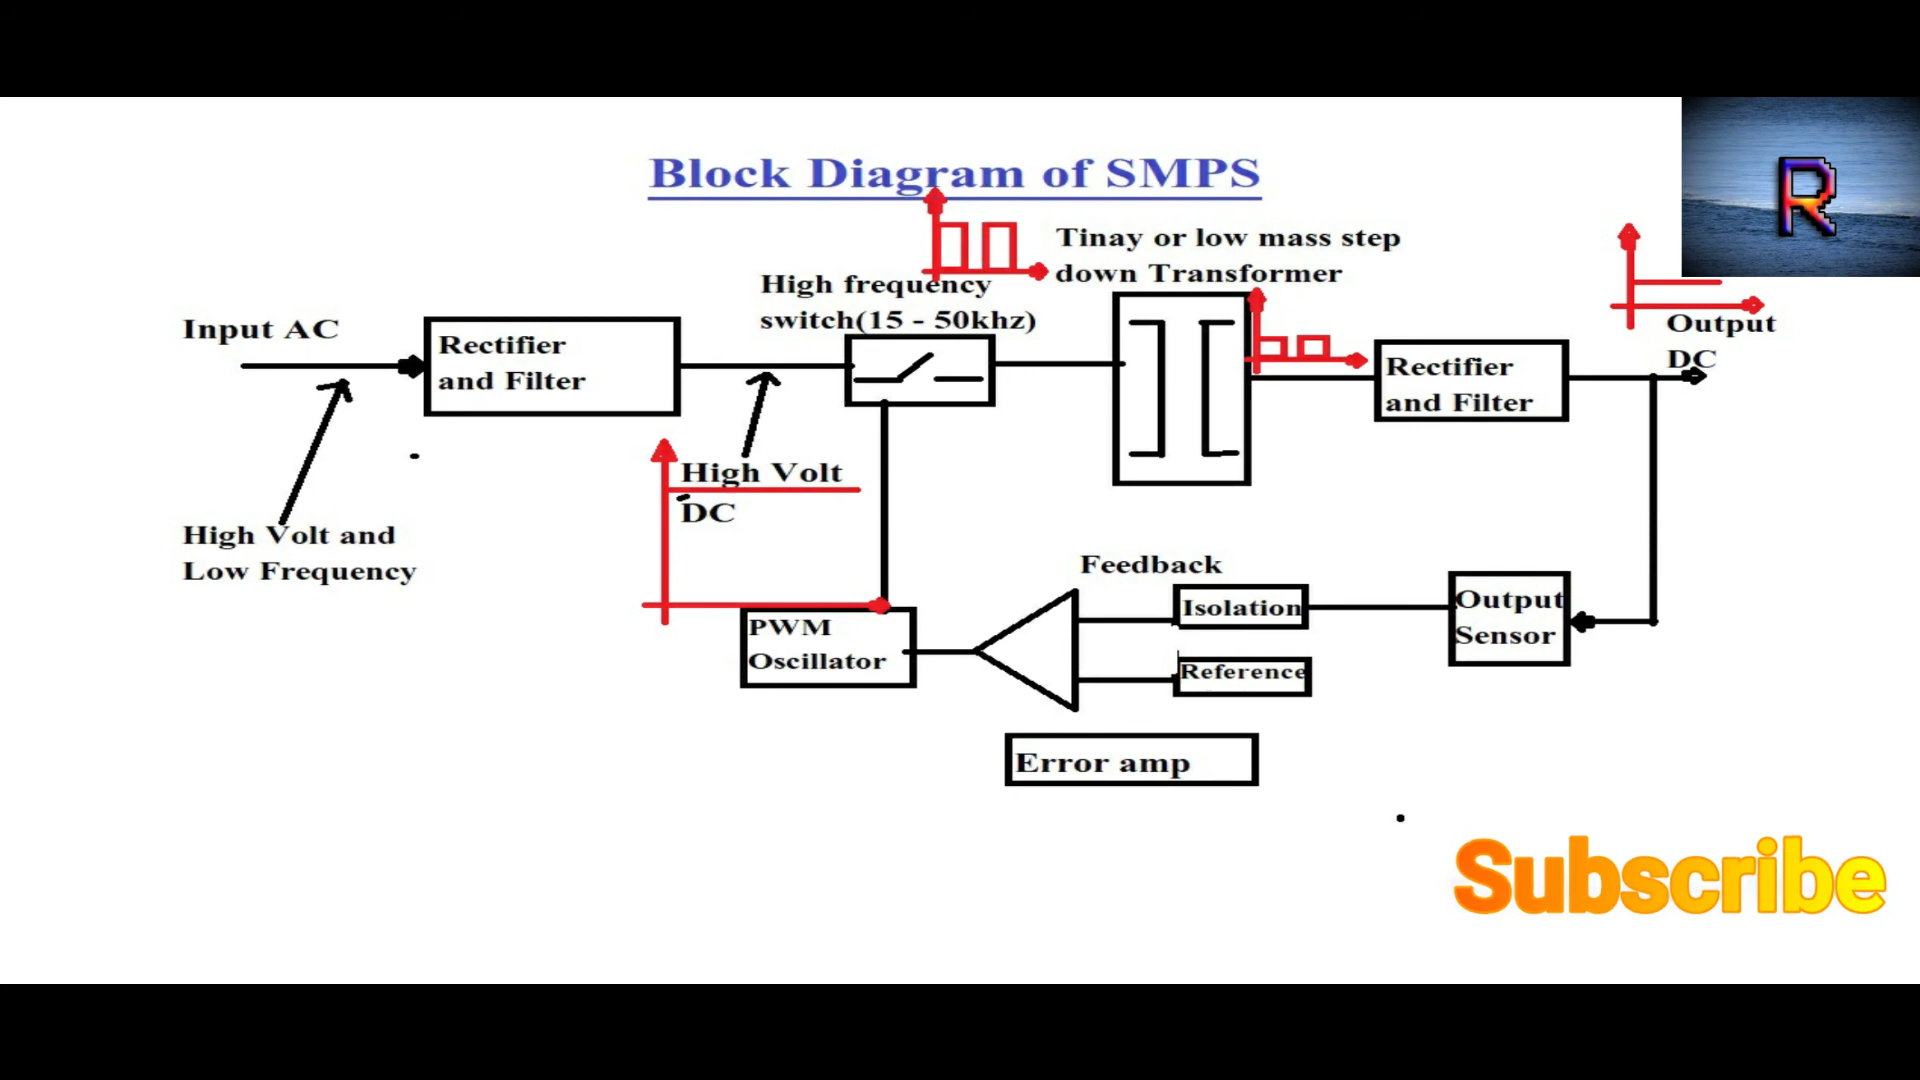 Block Diagram of SMPS
R
Tinay or low mass step
down Transformer
High frequency
switch(15 - 50khz)
Input AC
Rectifier
and Filter
Rectifier
and Filter
Output
DC
High Volt
DC
High Volt and
Low Frequency
Feedback
Isolation
Output
Sensor
PWM
Oscillator
Reference
Error amp
Subscribe